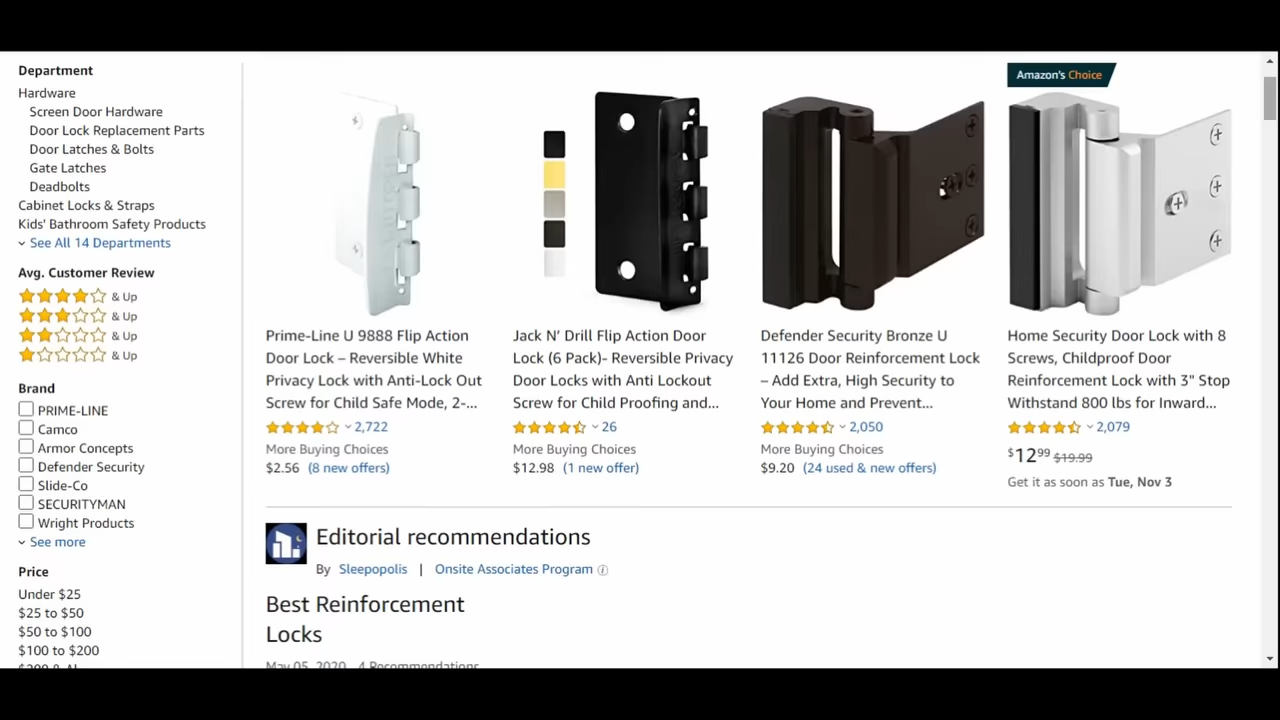 Department
Hardware
Screen Door Hardware
Door Lock Replacement Parts
Door Latches & Bolts
Gate Latches
Deadbolts
Cabinet Locks & Straps
Kids' Bathroom Safety Products
See All 14 Departments
Avg. Customer Review
& Up
& Up
& Up
& Up
Brand
PRIME-LINE
Camco
Armor Concepts
Defender Security
Slide-Co
SECURITYMAN
Wright Products
See more
Price
Under $25
$25 to $50
$50 to $100
$100 to $200
Prime-Line U 9888 Flip Action
Door Lock – Reversible White
Privacy Lock with Anti-Lock Out
Screw for Child Safe Mode, 2-...
2,722
More Buying Choices
$2.56 (8 new offers)
Jack N’ Drill Flip Action Door
Lock (6 Pack)- Reversible Privacy
Door Locks with Anti Lockout
Screw for Child Proofing and...
26
More Buying Choices
$12.98 (1 new offer)
Defender Security Bronze U
11126 Door Reinforcement Lock
– Add Extra, High Security to
Your Home and Prevent...
2,050
More Buying Choices
$9.20 (24 used & new offers)
Amazon's Choice
Home Security Door Lock with 8
Screws, Childproof Door
Reinforcement Lock with 3" Stop
Withstand 800 lbs for Inward...
2,079
$12 99 $19.99
Get it as soon as Tue, Nov 3
Editorial recommendations
By Sleepopolis | Onsite Associates Program
Best Reinforcement
Locks
May 05, 2020 4 Recommendations